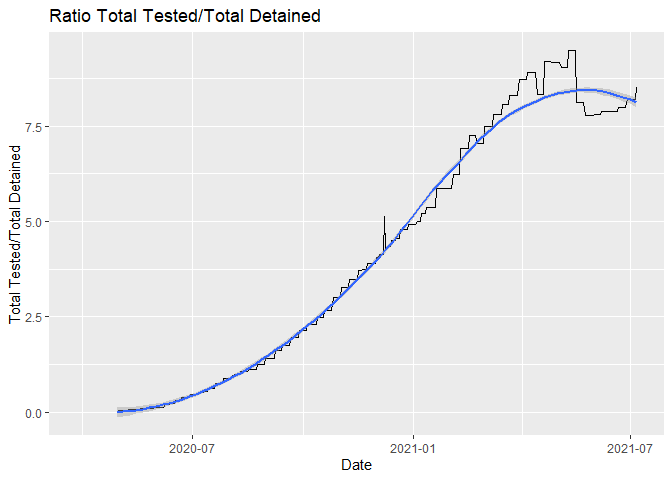 Ratio Total Tested/Total Detained
Total Tested/Total Detained
7.5
5.0
2.5
0.0
2020-07
2021-01
2021-07
Date